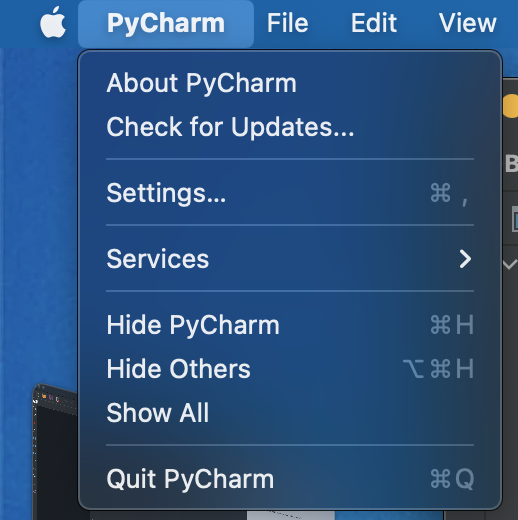 PyCharm File Edit View
About PyCharm
Check for Updates...
Settings... ⌘ ,
Services
Hide PyCharm ⌘H
Hide Others ⌥⌘H
Show All
Quit PyCharm ⌘Q